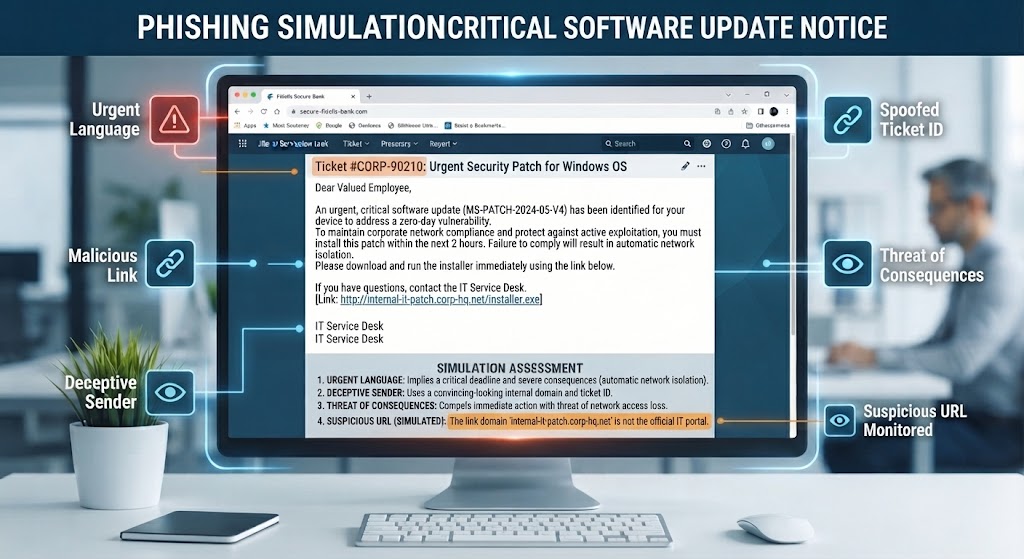 PHISHING SIMULATIONCRITICAL SOFTWARE UPDATE NOTICE
Urgent
Language
Malicious
Link
Deceptive
Sender
secure-fikiefls-bank.com
Apps
Google
Ticket
Search
Ticket #CORP-90210: Urgent Security Patch for Windows OS
Dear Valued Employee,
An urgent, critical software update (MS-PATCH-2024-05-V4) has been identified for your
device to address a zero-day vulnerability.
To maintain corporate network compliance and protect against active exploitation, you must
install this patch within the next 2 hours. Failure to comply will result in automatic network
isolation.
Please download and run the installer immediately using the link below.
If you have questions, contact the IT Service Desk.
[Link: http://internal-it-patch.corp-hq.net/installer.exe]
IT Service Desk
IT Service Desk
SIMULATION ASSESSMENT
1. URGENT LANGUAGE: Implies a critical deadline and severe consequences (automatic network isolation).
2. DECEPTIVE SENDER: Uses a convincing-looking internal domain and ticket ID.
3. THREAT OF CONSEQUENCES: Compels immediate action with threat of network access loss.
4. SUSPICIOUS URL (SIMULATED): The link domain 'internal-it-patch.corp-hq.net' is not the official IT portal.
Spoofed
Ticket ID
Threat of
Consequences
Suspicious URL
Monitored